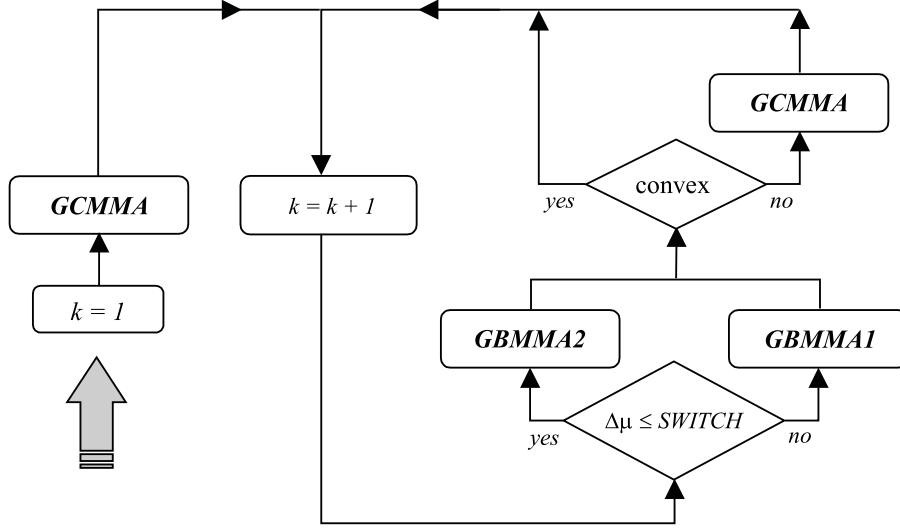 GCMMA
convex
yes
no
GCMMA
k = k + 1
k = 1
GBMMA2
GBMMA1
Δμ ≤ SWITCH
yes
no